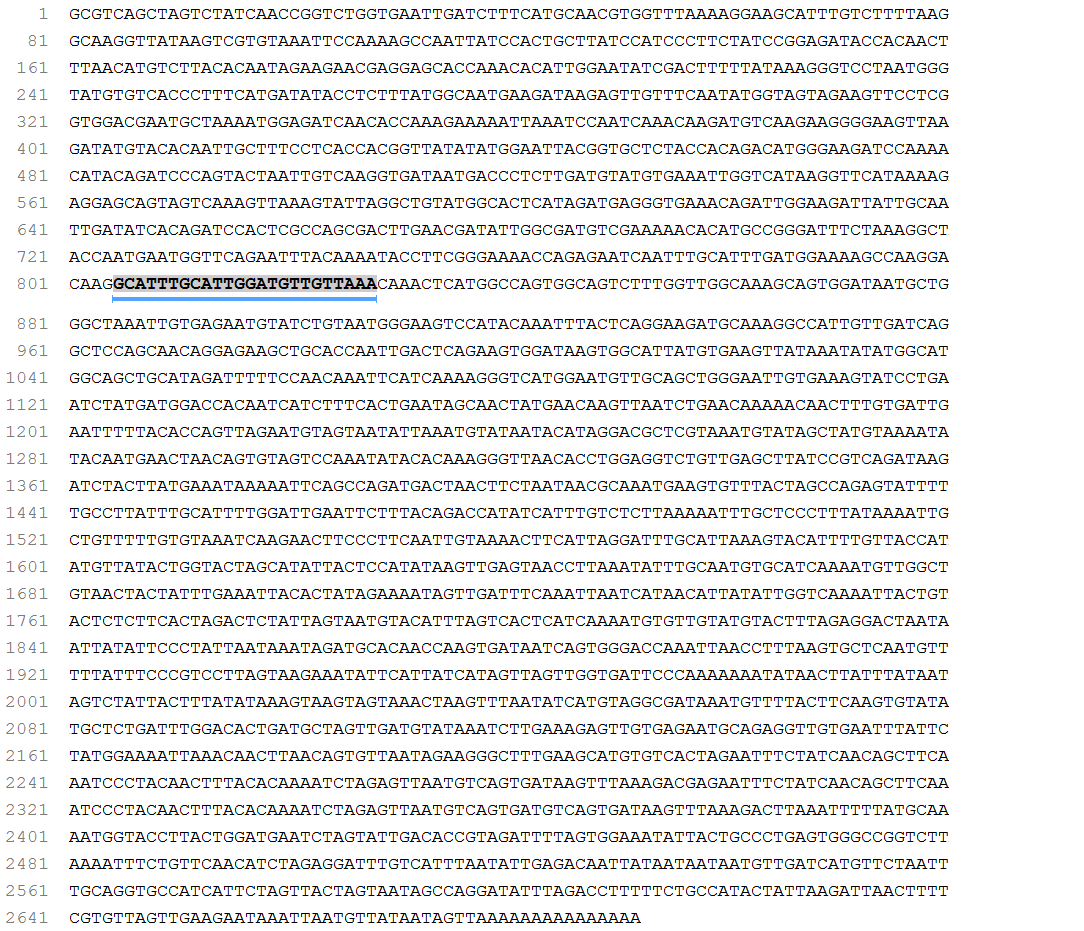 1 GCGTCAGCTAGTCTATCAACCGGTCTGGTGAATTGATCTTTCATGCAACGTGGTTTAAAAGGAAGCATTTGTCTTTTAAG
81 GCAAGGTTATAAGTCGTGTAAATTCCAAAAGCCAATTATCCACTGCTTATCCATCCCTTCTATCCGGAGATACCACAACT
161 TTAACATGTCTTACACAATAGAAGAACGAGGAGCACCAAACACATTGGAATATCGACTTTTTATAAAGGGTCCTAATGGG
241 TATGTGTCACCCTTTCATGATATACCTCTTTATGGCAATGAAGATAAGAGTTGTTTCAATATGGTAGTAGAAGTTCCTCG
321 GTGGACGAATGCTAAAATGGAGATCAACACCAAAGAAAAATTAAATCCAATCAAACAAGATGTCAAGAAGGGGAAGTTAA
401 GATATGTACACAATTGCTTTCCTCACCACGGTTATATATGGAATTACGGTGCTCTACCACAGACATGGGAAGATCCAAAA
481 CATACAGATCCCAGTACTAATTGTCAAGGTGATAATGACCCTCTTGATGTATGTGAAATTGGTCATAAGGTTCATAAAAG
561 AGGAGCAGTAGTCAAAGTTAAAGTATTAGGCTGTATGGCACTCATAGATGAGGGTGAAACAGATTGGAAGATTATTGCAA
641 TTGATATCACAGATCCACTCGCCAGCGACTTGAACGATATTGGCGATGTCGAAAAACACATGCCGGGATTTCTAAAGGCT
721 ACCAATGAATGGTTCAGAATTTACAAAATACCTTCGGGAAAACCAGAGAATCAATTTGCATTTGATGGAAAAGCCAAGGA
801 CAAGGCATTTGCATTGGATGTTGTTAAACAAACTCATGGCCAGTGGCAGTCTTTGGTTGGCAAAGCAGTGGATAATGCTG
881 GGCTAAATTGTGAGAATGTATCTGTAATGGGAAGTCCATACAAATTTACTCAGGAAGATGCAAAGGCCATTGTTGATCAG
961 GCTCCAGCAACAGGAGAAGCTGCACCAATTGACTCAGAAGTGGATAAGTGGCATTATGTGAAGTTATAAATATATGGCAT
1041 GGCAGCTGCATAGATTTTTCCAACAAATTCATCAAAAGGGTCATGGAATGTTGCAGCTGGGAATTGTGAAAGTATCCTGA
1121 ATCTATGATGGACCACAATCATCTTTCACTGAATAGCAACTATGAACAAGTTAATCTGAACAAAAACAACTTTGTGATTG
1201 AATTTTTACACCAGTTAGAATGTAGTAATATTAAATGTATAATACATAGGACGCTCGTAAATGTATAGCTATGTAAAATA
1281 TACAATGAACTAACAGTGTAGTCCAAATATACACAAAGGGTTAACACCTGGAGGTCTGTTGAGCTTATCCGTCAGATAAG
1361 ATCTACTTATGAAATAAAAATTCAGCCAGATGACTAACTTCTAATAACGCAAATGAAGTGTTTACTAGCCAGAGTATTTT
1441 TGCCTTATTTGCATTTTGGATTGAATTCTTTACAGACCATATCATTTGTCTCTTAAAAATTTGCTCCCTTTATAAAATTG
1521 CTGTTTTTGTGTAAATCAAGAACTTCCCTTCAATTGTAAAACTTCATTAGGATTTGCATTAAAGTACATTTTGTTACCAT
1601 ATGTTATACTGGTACTAGCATATTACTCCATATAAGTTGAGTAACCTTAAATATTTGCAATGTGCATCAAAATGTTGGCT
1681 GTAACTACTATTTGAAATTACACTATAGAAAATAGTTGATTTCAAATTAATCATAACATTATATTGGTCAAAATTACTGT
1761 ACTCTCTTCACTAGACTCTATTAGTAATGTACATTTAGTCACTCATCAAAATGTGTTGTATGTACTTTAGAGGACTAATA
1841 ATTATATTCCCTATTAATAAATAGATGCACAACCAAGTGATAATCAGTGGGACCAAATTAACCTTTAAGTGCTCAATGTT
1921 TTTATTTCCCGTCCTTAGTAAGAAATATTCATTATCATAGTTAGTTGGTGATTCCCAAAAAAATATAACTTATTTATAAT
2001 AGTCTATTACTTTATATAAAGTAAGTAGTAAACTAAGTTTAATATCATGTAGGCGATAAATGTTTTACTTCAAGTGTATA
2081 TGCTCTGATTTGGACACTGATGCTAGTTGATGTATAAATCTTGAAAGAGTTGTGAGAATGCAGAGGTTGTGAATTTATTC
2161 TATGGAAAATTAAACAACTTAACAGTGTTAATAGAAGGGCTTTGAAGCATGTGTCACTAGAATTTCTATCAACAGCTTCA
2241 AATCCCTACAACTTTACACAAAATCTAGAGTTAATGTCAGTGATAAGTTTAAAGACGAGAATTTCTATCAACAGCTTCAA
2321 ATCCCTACAACTTTACACAAAATCTAGAGTTAATGTCAGTGATGTCAGTGATAAGTTTAAAGACTTAAATTTTTATGCAA
2401 AATGGTACCTTACTGGATGAATCTAGTATTGACACCGTAGATTTTAGTGGAAATATTACTGCCCTGAGTGGGCCGGTCTT
2481 AAAATTTCTGTTCAACATCTAGAGGATTTGTCATTTAATATTGAGACAATTATAATAATAATGTTGATCATGTTCTAATT
2561 TGCAGGTGCCATCATTCTAGTTACTAGTAATAGCCAGGATATTTAGACCTTTTTCTGCCATACTATTAAGATTAACTTTT
2641 CGTGTTAGTTGAAGAATAAATTAATGTTATAATAGTTAAAAAAAAAAAAAAA